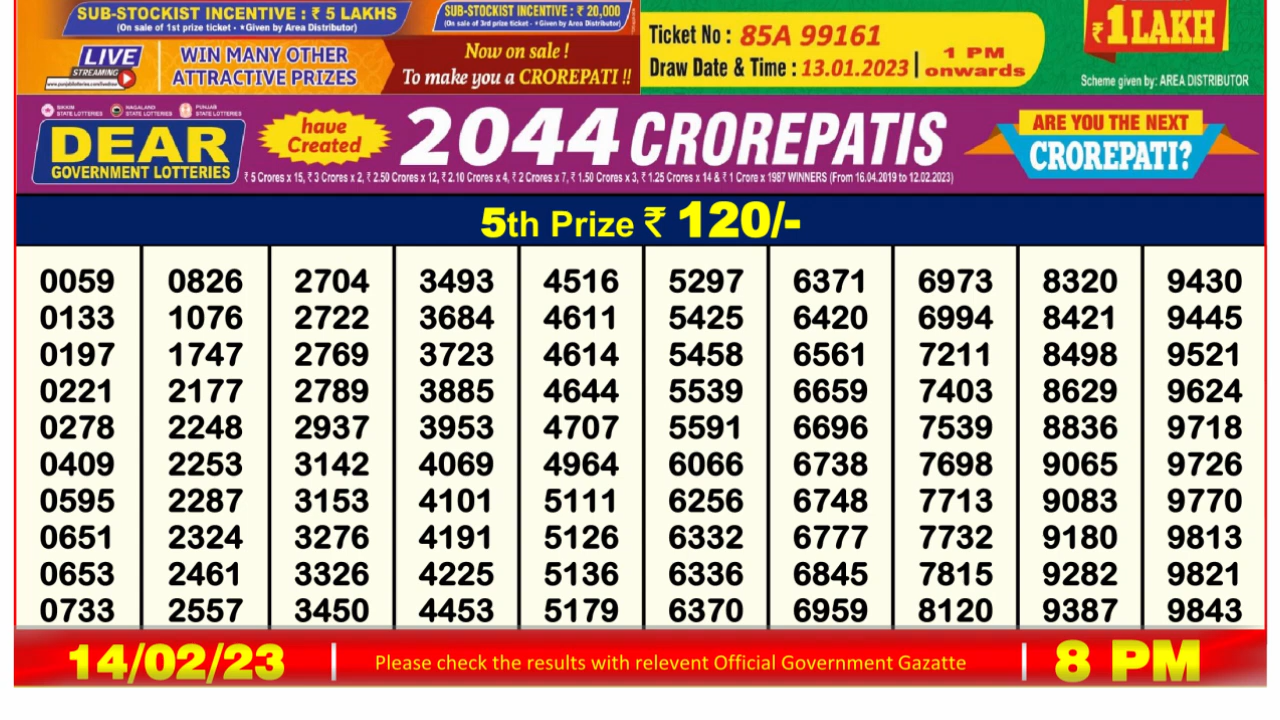 SUB-STOCKIST INCENTIVE : ₹ 5 LAKHS
(On sale of 1st prize ticket - *Given by Area Distributor)
SUB-STOCKIST INCENTIVE : ₹ 20,000
(On sale of 3rd prize ticket - *Given by Area Distributor)
LIVE
STREAMING
WIN MANY OTHER
ATTRACTIVE PRIZES
Now on sale !
To make you a CROREPATI !!
Ticket No : 85A 99161
Draw Date & Time : 13.01.2023 | 1 PM onwards
₹1 LAKH
Scheme given by: AREA DISTRIBUTOR
SIKKIM STATE LOTTERIES
NAGALAND STATE LOTTERIES
PUNJAB STATE LOTTERIES
DEAR
GOVERNMENT LOTTERIES
have Created
2044 CROREPATIS
₹ 5 Crores x 15, ₹ 3 Crores x 2, ₹ 2.50 Crores x 12, ₹ 2.10 Crores x 4, ₹ 2 Crores x 7, ₹ 1.50 Crores x 3, ₹ 1.25 Crores x 14 & ₹ 1 Crore x 1987 WINNERS (From 16.04.2019 to 12.02.2023)
ARE YOU THE NEXT
CROREPATI?
5th Prize ₹ 120/-
0059 0826 2704 3493 4516 5297 6371 6973 8320 9430
0133 1076 2722 3684 4611 5425 6420 6994 8421 9445
0197 1747 2769 3723 4614 5458 6561 7211 8498 9521
0221 2177 2789 3885 4644 5539 6659 7403 8629 9624
0278 2248 2937 3953 4707 5591 6696 7539 8836 9718
0409 2253 3142 4069 4964 6066 6738 7698 9065 9726
0595 2287 3153 4101 5111 6256 6748 7713 9083 9770
0651 2324 3276 4191 5126 6332 6777 7732 9180 9813
0653 2461 3326 4225 5136 6336 6845 7815 9282 9821
0733 2557 3450 4453 5179 6370 6959 8120 9387 9843
14/02/23 | Please check the results with relevent Official Government Gazatte | 8 PM